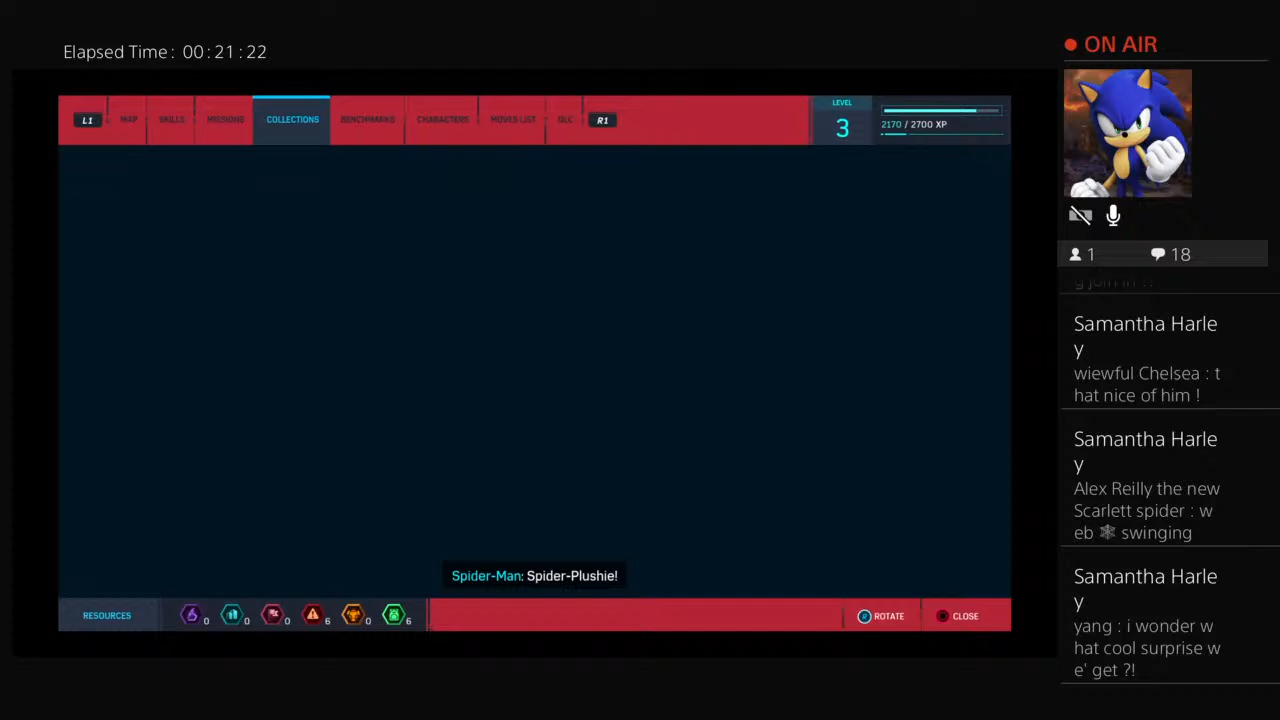 Elapsed Time: 00:21:22
ON AIR
L1 MAP SKILLS MISSIONS COLLECTIONS BENCHMARKS CHARACTERS MOVES LIST DLC R1
LEVEL
3
2170 / 2700 XP
1 18
g join in !!
Samantha Harle
y
wiewful Chelsea : t
hat nice of him !
Samantha Harle
y
Alex Reilly the new
Scarlett spider : w
eb 🕸 swinging
Samantha Harle
y
yang : i wonder w
hat cool surprise w
e' get ?!
Spider-Man: Spider-Plushie!
RESOURCES 0 0 0 6 0 6 R ROTATE CLOSE